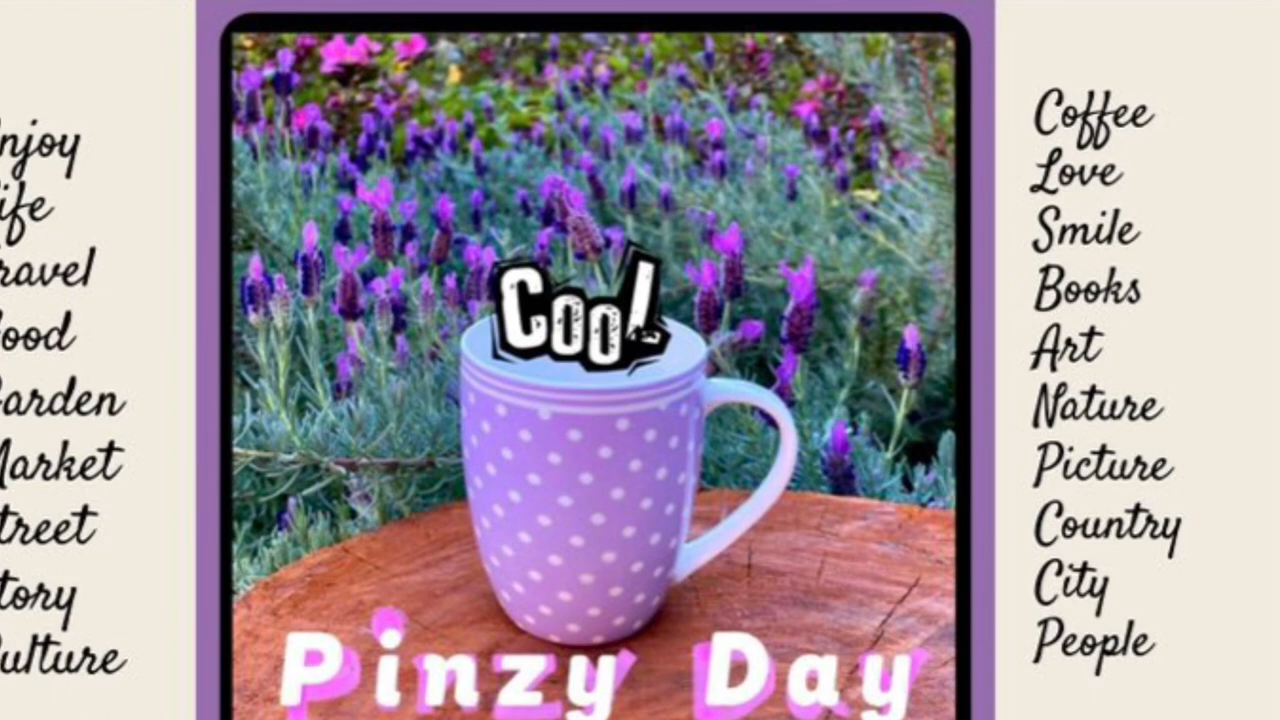 njoy
ife
ravel
ood
arden
Market
treet
tory
ulture
Cool
Pinzy Day
Coffee
Love
Smile
Books
Art
Nature
Picture
Country
City
People